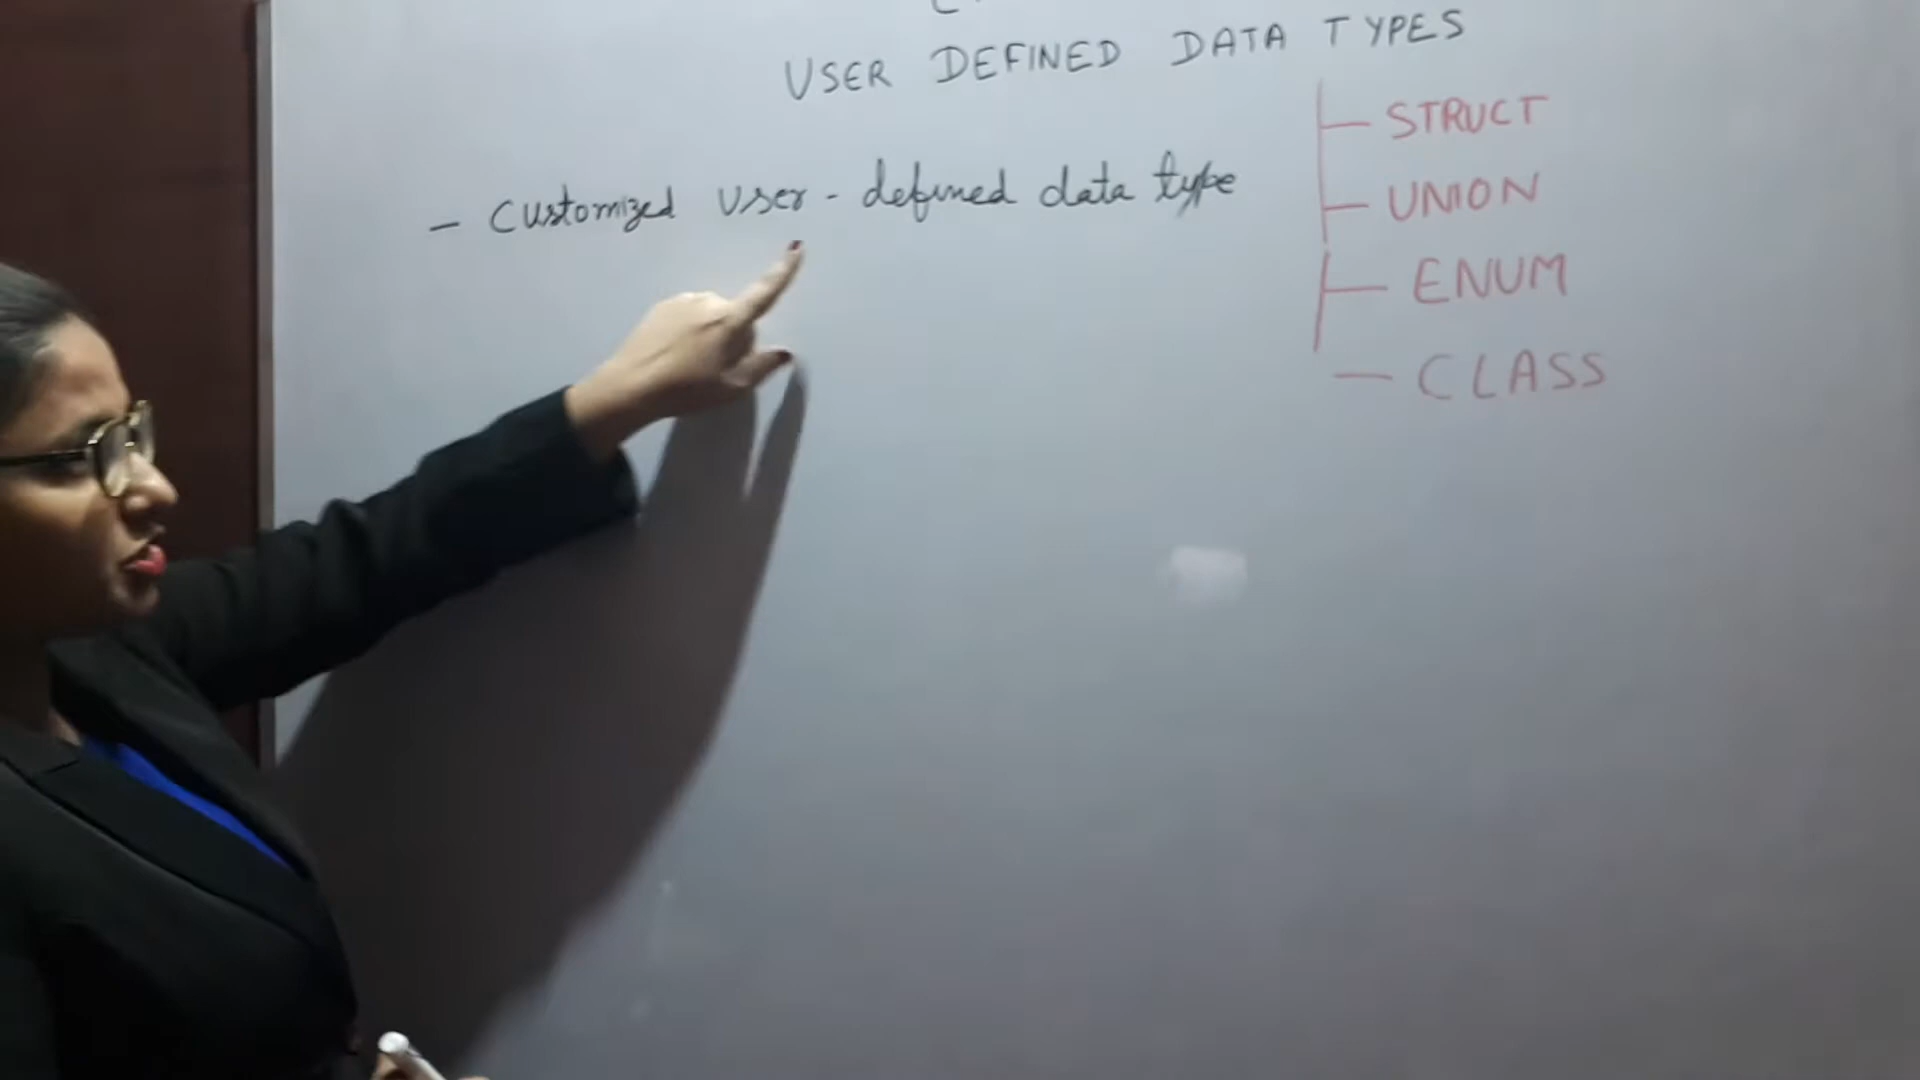 USER DEFINED DATA TYPES
- Customized User - defined data type
STRUCT
UNION
ENUM
CLASS